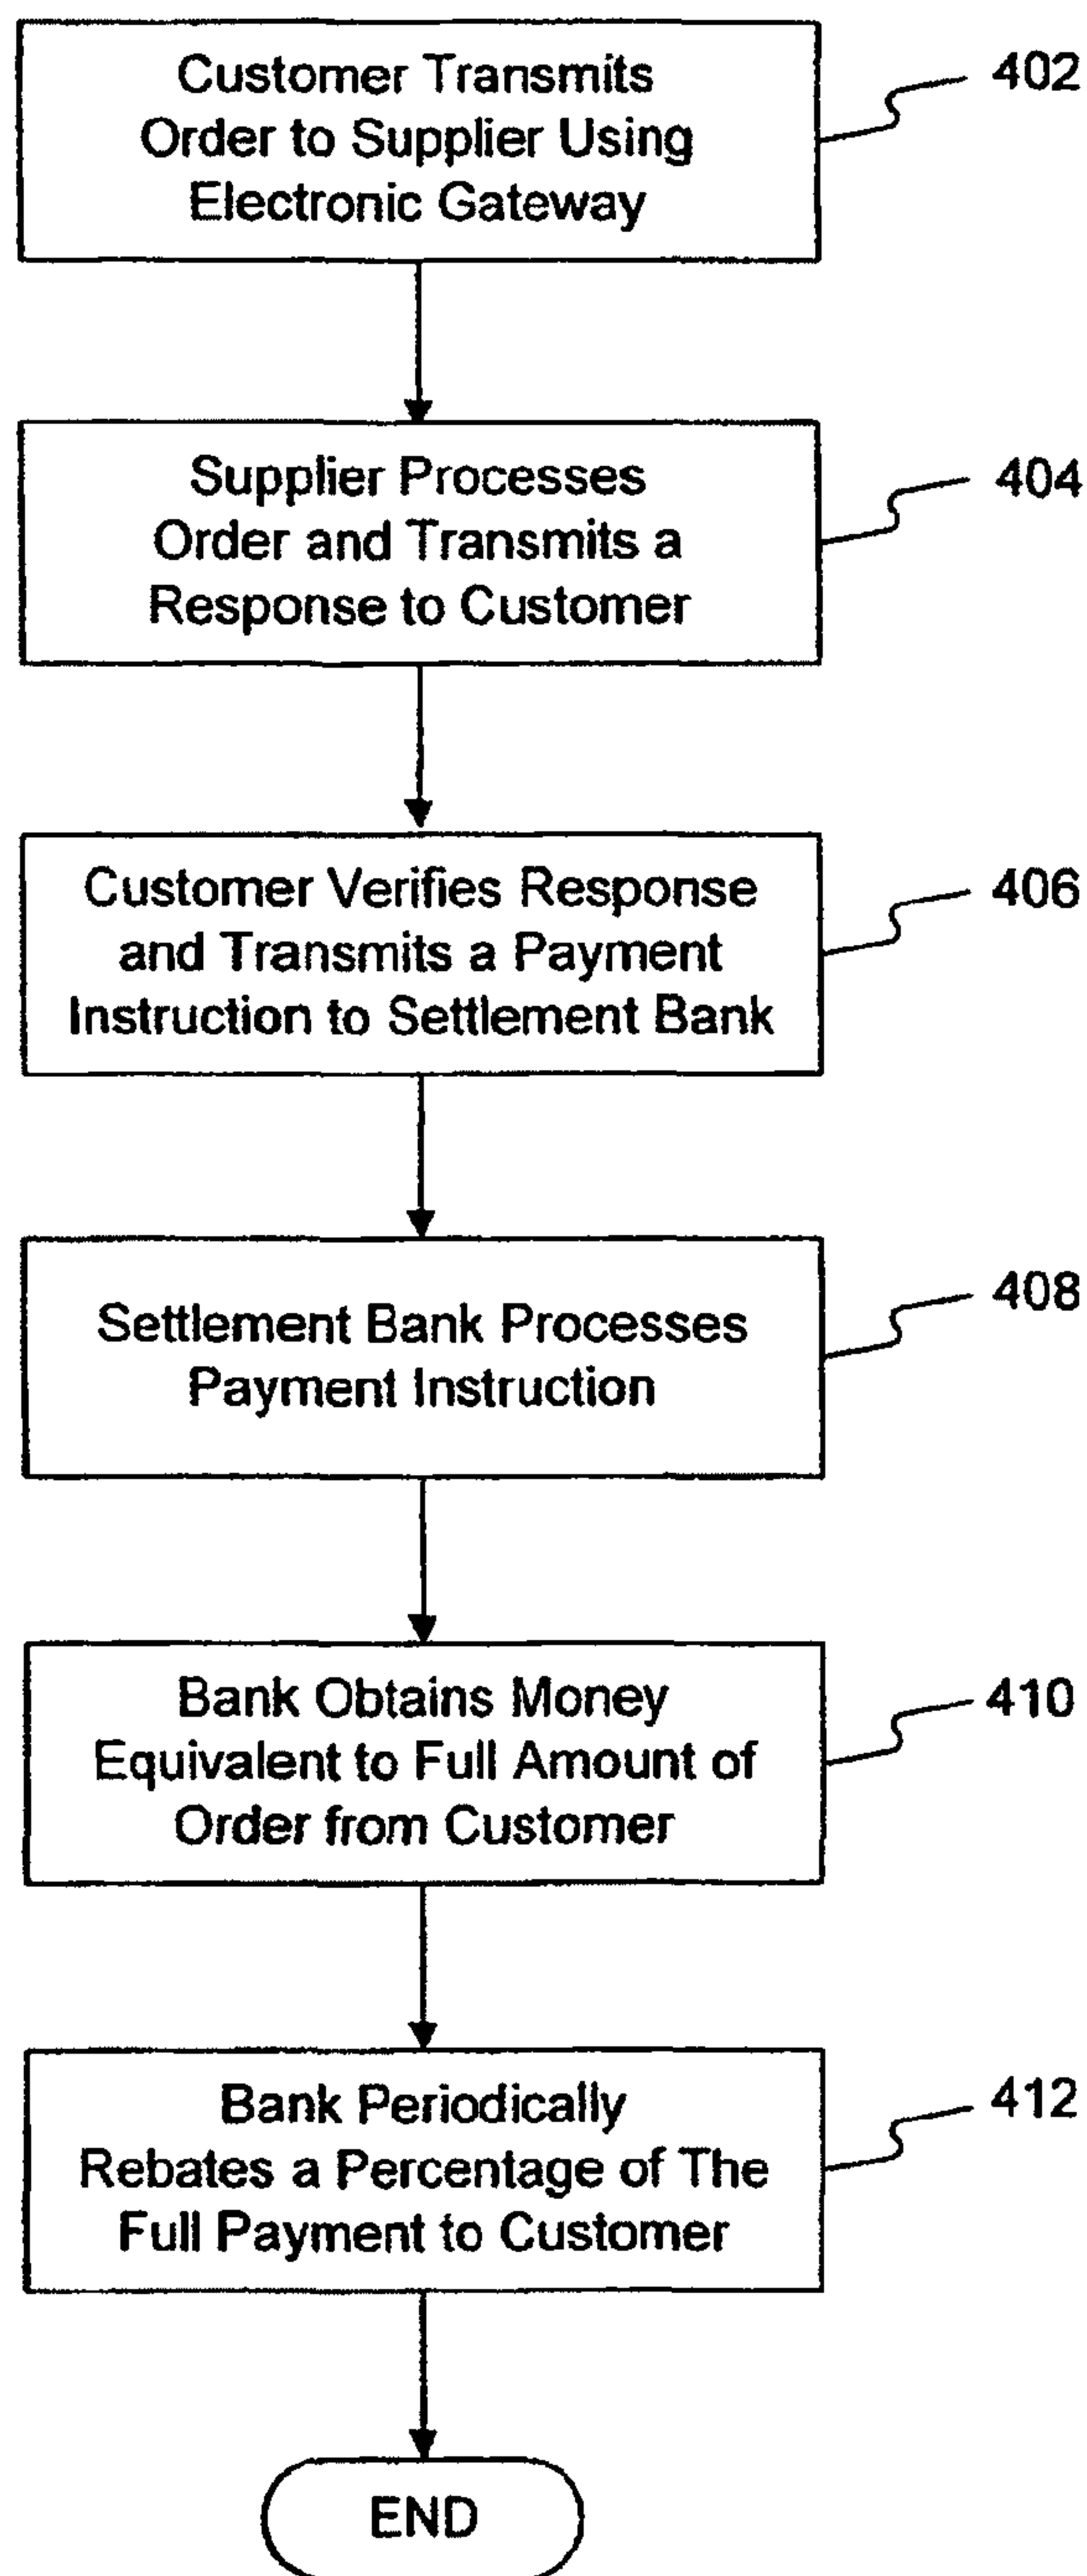 Customer Transmits
Order to Supplier Using
Electronic Gateway
402
Supplier Processes
Order and Transmits a
Response to Customer
404
Customer Verifies Response
and Transmits a Payment
Instruction to Settlement Bank
406
Settlement Bank Processes
Payment Instruction
408
Bank Obtains Money
Equivalent to Full Amount of
Order from Customer
410
Bank Periodically
Rebates a Percentage of The
Full Payment to Customer
412
END